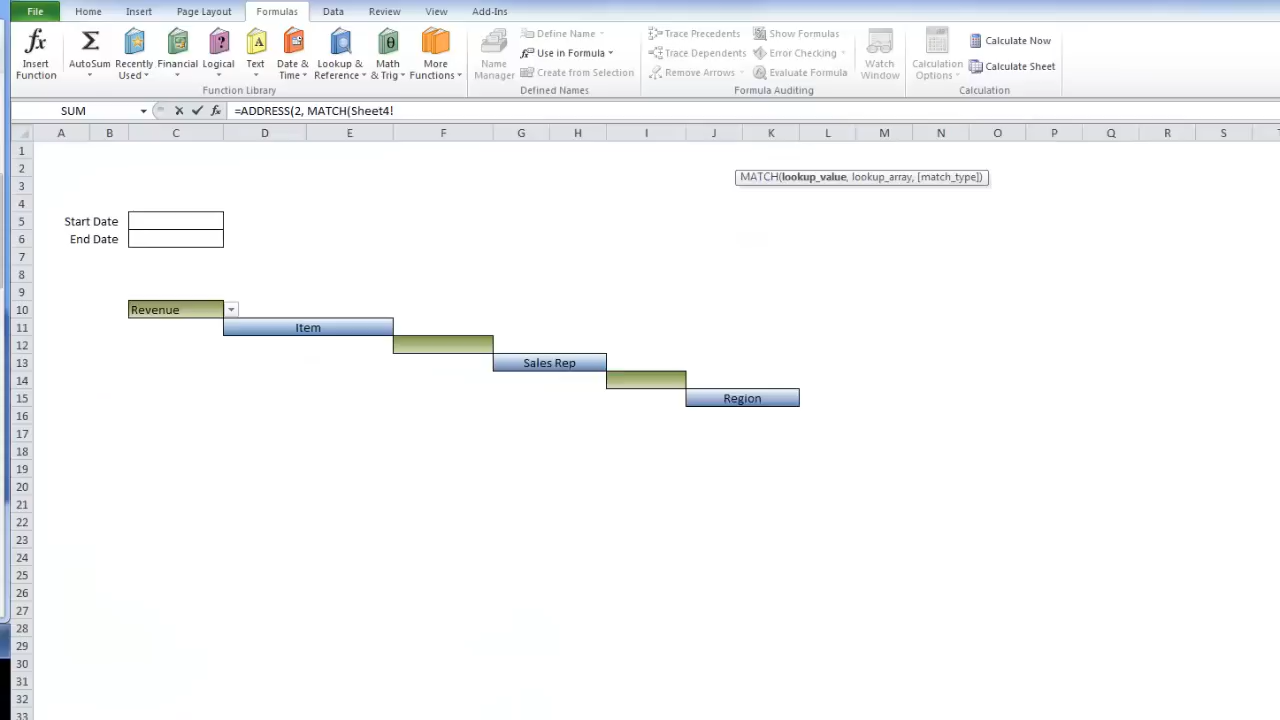 File Home Insert Page Layout Formulas Data Review View Add-Ins
fx Σ ? A θ
Insert Function AutoSum Recently Used Financial Logical Text Date & Time Lookup & Reference Math & Trig More Functions
Name Manager Define Name Use in Formula Create from Selection
Trace Precedents Trace Dependents Remove Arrows Show Formulas Error Checking Evaluate Formula Watch Window
Calculation Options Calculate Now Calculate Sheet
Function Library Defined Names Formula Auditing Calculation
SUM fx =ADDRESS(2, MATCH(Sheet4!
A B C D E F G H I J K L M N O P Q R S
1
2 MATCH(lookup_value, lookup_array, [match_type])
3
4
5 Start Date
6 End Date
7
8
9
10 Revenue
11 Item
12
13 Sales Rep
14
15 Region
16
17
18
19
20
21
22
23
24
25
26
27
28
29
30
31
32
33